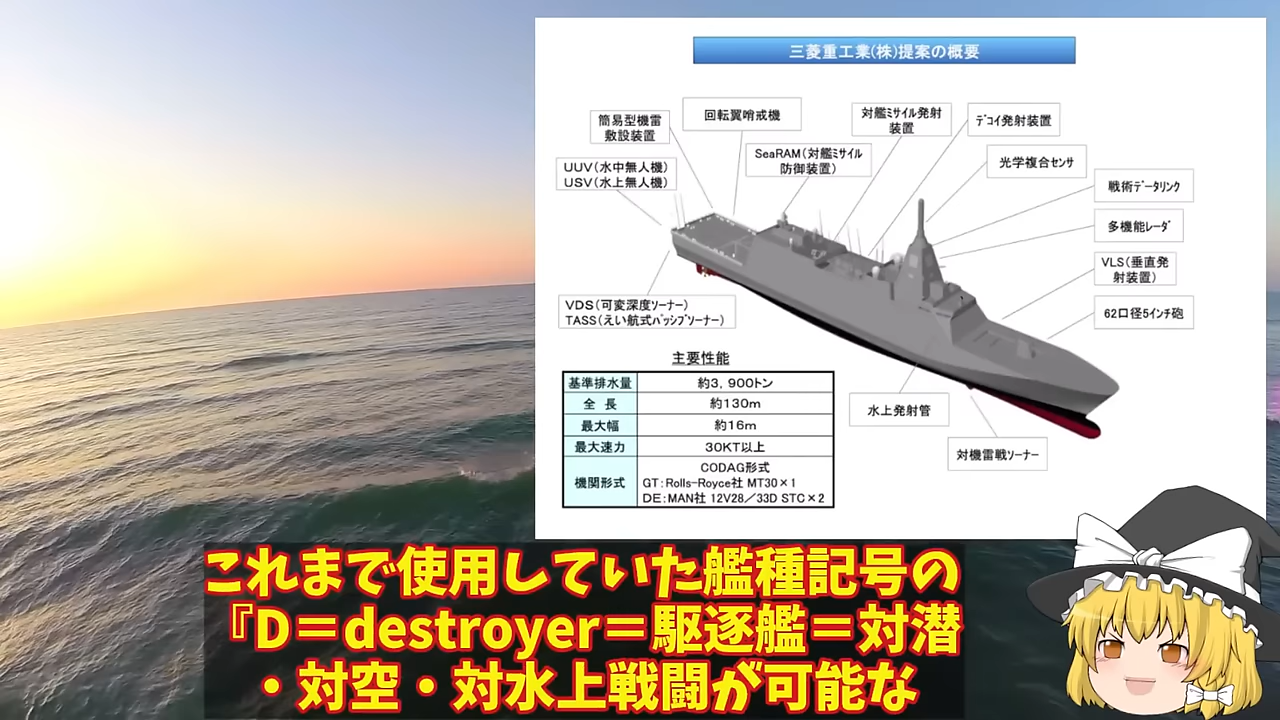 三菱重工業(株)提案の概要
簡易型機雷
敷設装置
回転翼哨戒機
対艦ﾐｻｲﾙ発射
装置
ﾃﾞｺｲ発射装置
UUV(水中無人機)
USV(水上無人機)
SeaRAM(対艦ﾐｻｲﾙ
防御装置)
光学複合ｾﾝｻ
戦術ﾃﾞｰﾀﾘﾝｸ
多機能ﾚｰﾀﾞ
VLS(垂直発
射装置)
62口径5ｲﾝﾁ砲
VDS(可変深度ｿｰﾅｰ)
TASS(えい航式ﾊﾟｯｼﾌﾞｿｰﾅｰ)
水上発射管
対機雷戦ｿｰﾅｰ
主要性能
基準排水量 約3，900トン
全 長 約130m
最大幅 約16m
最大速力 30KT以上
機関形式 CODAG形式
GT:Rolls-Royce社 MT30×1
DE:MAN社 12V28／33D STC×2
これまで使用していた艦種記号の
『D＝destroyer＝駆逐艦＝対潜
・対空・対水上戦闘が可能な